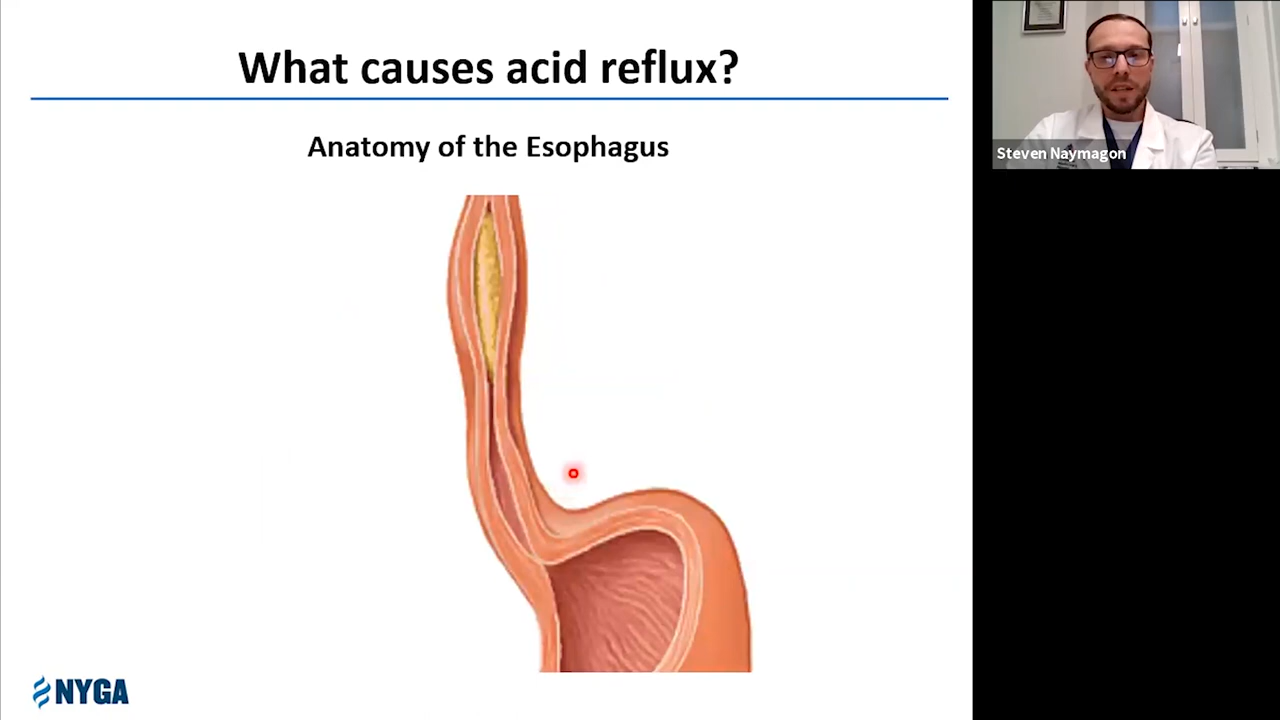 What causes acid reflux?
Anatomy of the Esophagus
Steven Naymagon
NYGA